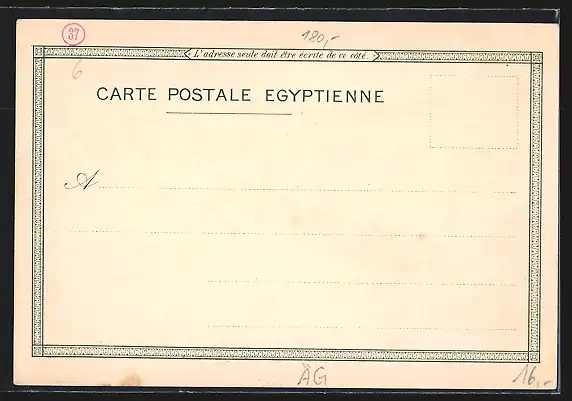 37
180,-
L'adresse seule doit être écrite de ce côté.
6
CARTE POSTALE EGYPTIENNE
A
AG
16,-